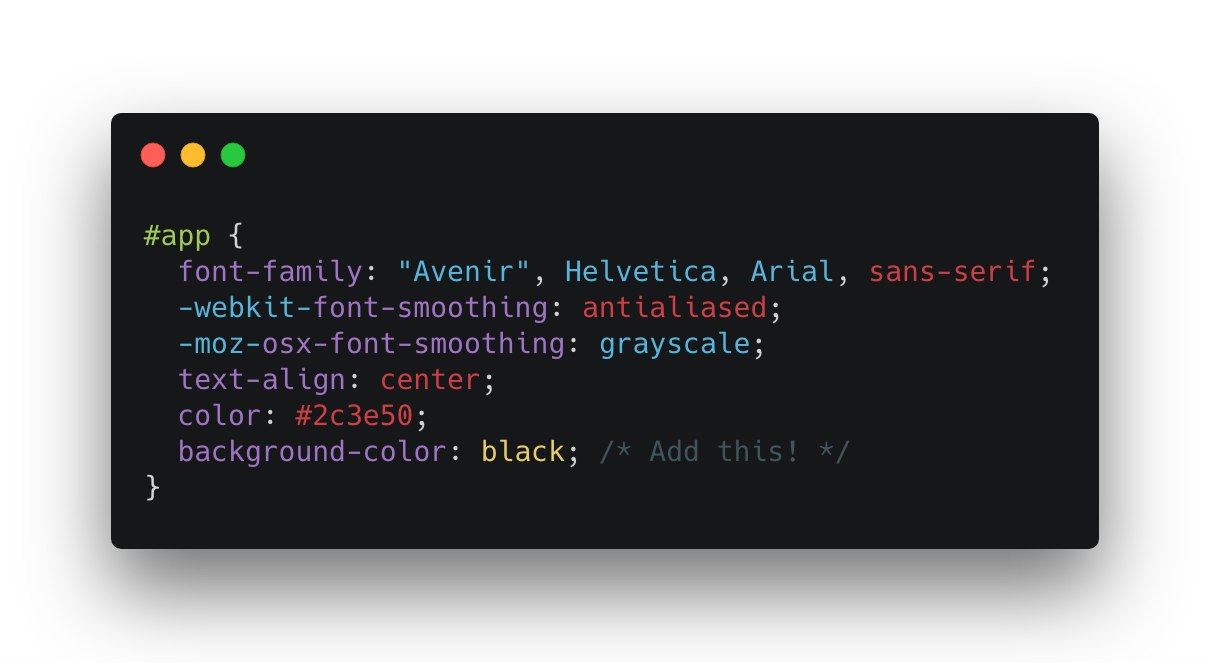 #app {
  font-family: "Avenir", Helvetica, Arial, sans-serif;
  -webkit-font-smoothing: antialiased;
  -moz-osx-font-smoothing: grayscale;
  text-align: center;
  color: #2c3e50;
  background-color: black; /* Add this! */
}